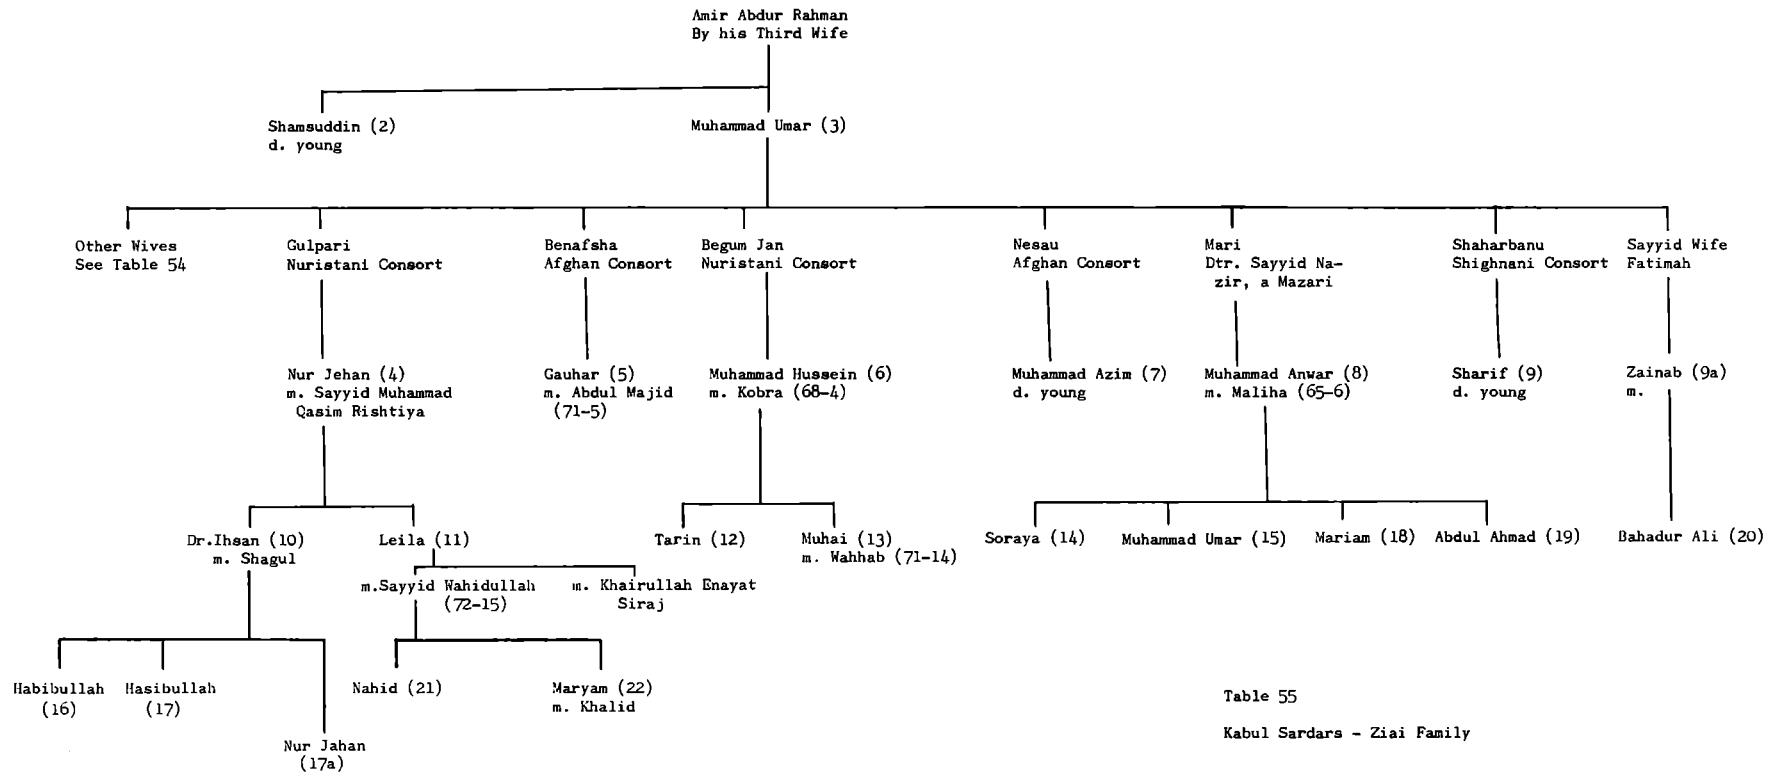 Amir Abdur Rahman
By his Third Wife
Shamsuddin (2)
d. young
Muhammad Umar (3)
Other Wives
See Table 54
Gulpari
Nuristani Consort
Benafsha
Afghan Consort
Begum Jan
Nuristani Consort
Nesau
Afghan Consort
Mari
Dtr. Sayyid Na-
zir, a Mazari
Shaharbanu
Shighnani Consort
Sayyid Wife
Fatimah
Nur Jehan (4)
m. Sayyid Muhammad
Qasim Rishtiya
Gauhar (5)
m. Abdul Majid
(71-5)
Muhammad Hussein (6)
m. Kobra (68-4)
Muhammad Azim (7)
d. young
Muhammad Anwar (8)
m. Maliha (65-6)
Sharif (9)
d. young
Zainab (9a)
m.
Dr.Ihsan (10)
m. Shagul
Leila (11)
m.Sayyid Wahidullah
(72-15)
m. Khairullah Enayat
Siraj
Tarin (12)
Muhai (13)
m. Wahhab (71-14)
Soraya (14)
Muhammad Umar (15)
Mariam (18)
Abdul Ahmad (19)
Bahadur Ali (20)
Habibullah
(16)
Hasibullah
(17)
Nur Jahan
(17a)
Nahid (21)
Maryam (22)
m. Khalid
Table 55
Kabul Sardars - Ziai Family